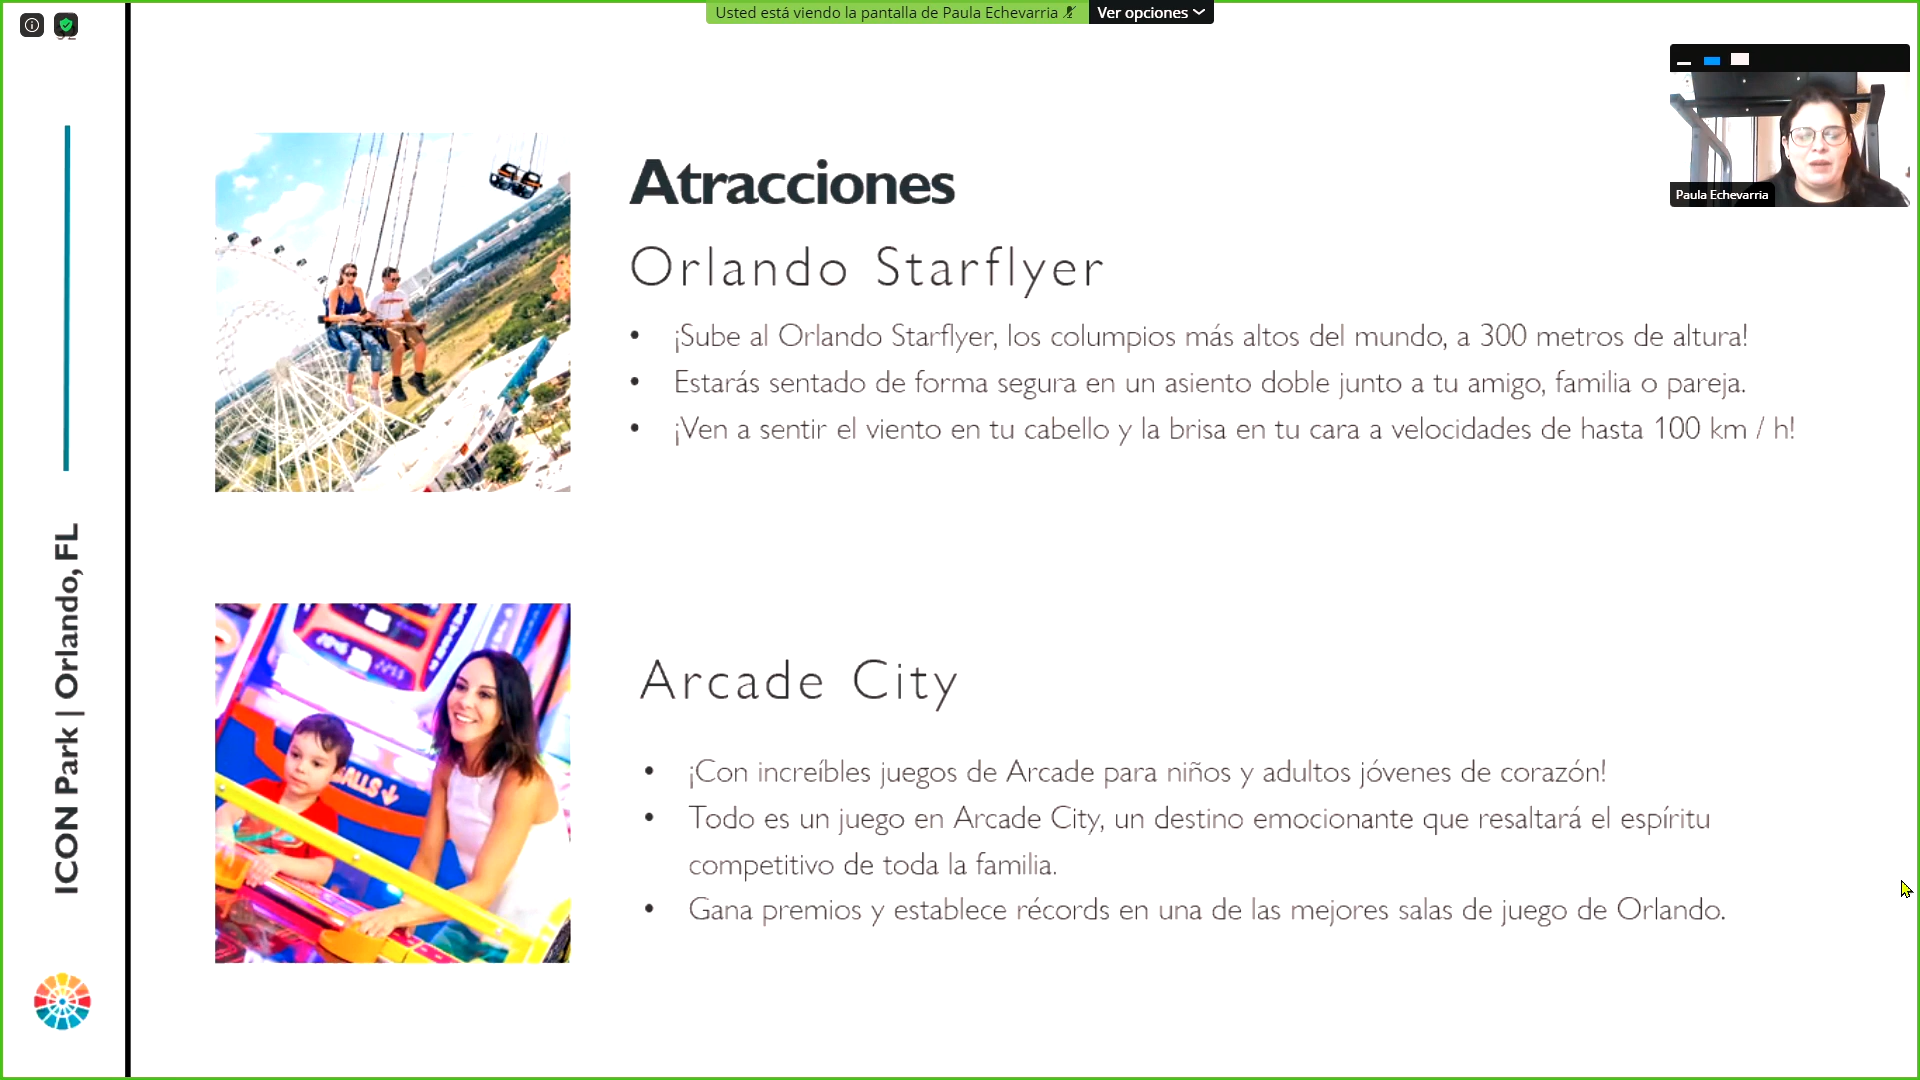 Usted está viendo la pantalla de Paula Echevarria
Ver opciones
Paula Echevarria
ICON Park | Orlando, FL
Atracciones
Orlando Starflyer
• ¡Sube al Orlando Starflyer, los columpios más altos del mundo, a 300 metros de altura!
• Estarás sentado de forma segura en un asiento doble junto a tu amigo, familia o pareja.
• ¡Ven a sentir el viento en tu cabello y la brisa en tu cara a velocidades de hasta 100 km / h!
BALLS
Arcade City
• ¡Con increíbles juegos de Arcade para niños y adultos jóvenes de corazón!
• Todo es un juego en Arcade City, un destino emocionante que resaltará el espíritu
competitivo de toda la familia.
• Gana premios y establece récords en una de las mejores salas de juego de Orlando.